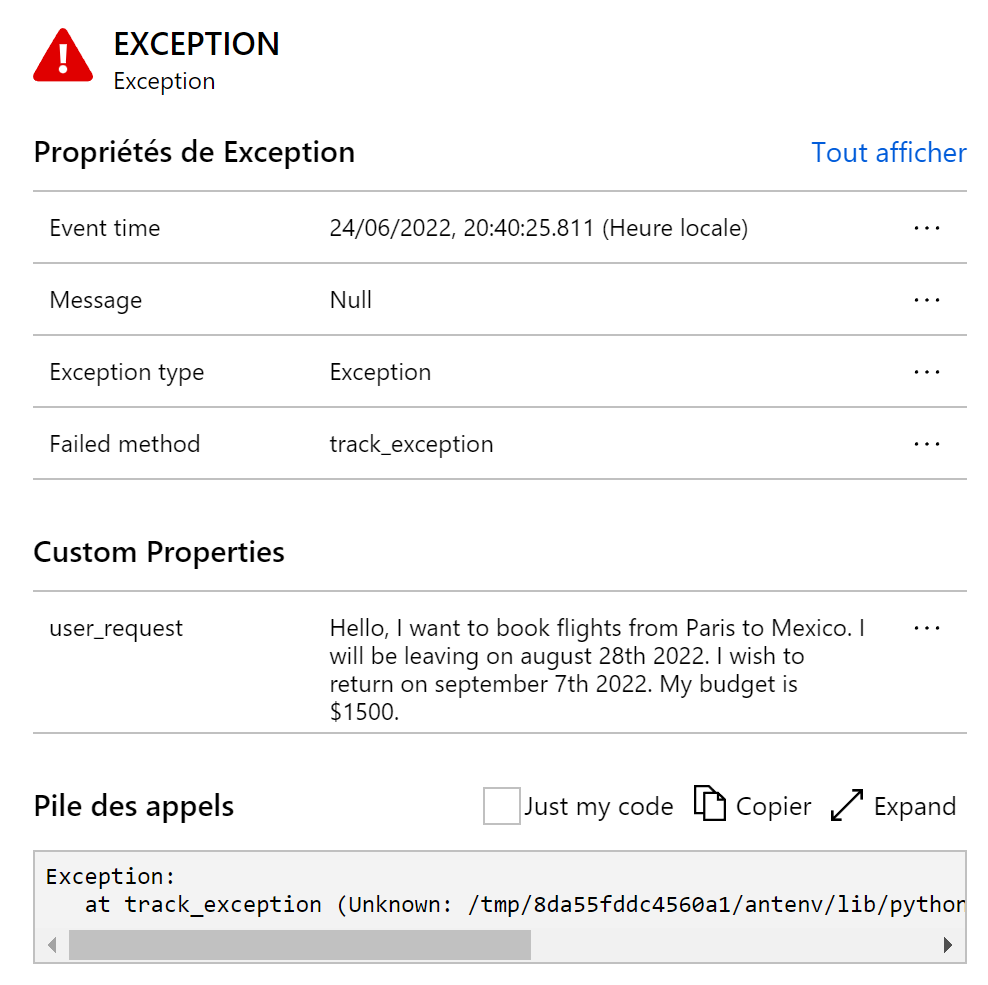 EXCEPTION
Exception
Propriétés de Exception
Tout afficher
Event time
24/06/2022, 20:40:25.811 (Heure locale)
Message
Null
Exception type
Exception
Failed method
track_exception
Custom Properties
user_request
Hello, I want to book flights from Paris to Mexico. I
will be leaving on august 28th 2022. I wish to
return on september 7th 2022. My budget is
$1500.
Pile des appels
Just my code
Copier
Expand
Exception:
at track_exception (Unknown: /tmp/8da55fddc4560a1/antenv/lib/python